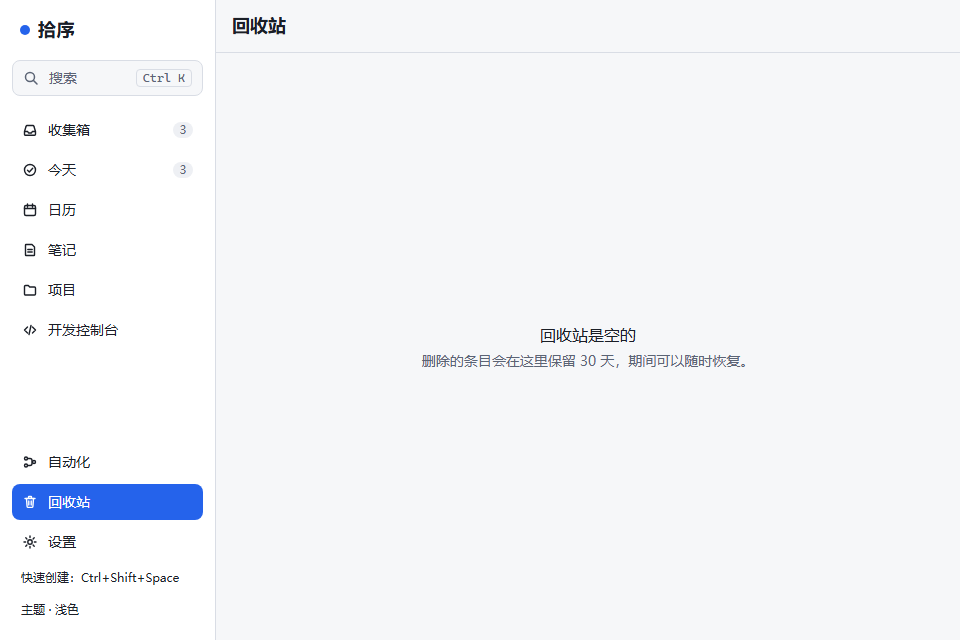 拾序
搜索 Ctrl K
收集箱 3
今天 3
日历
笔记
项目
开发控制台
自动化
回收站
设置
快速创建：Ctrl+Shift+Space
主题 · 浅色
回收站
回收站是空的
删除的条目会在这里保留 30 天，期间可以随时恢复。